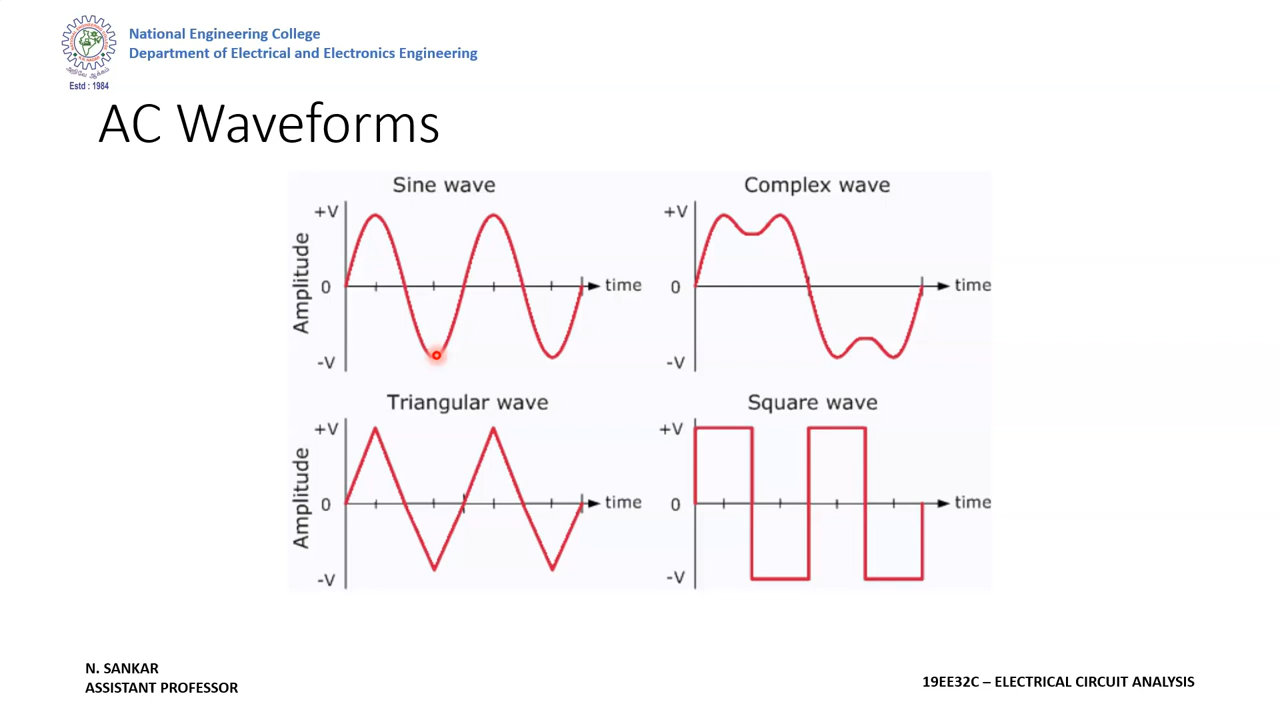 National Engineering College
Department of Electrical and Electronics Engineering
Estd : 1984
AC Waveforms
Sine wave
+V
Amplitude
0
time
-V
Complex wave
+V
0
time
-V
Triangular wave
+V
Amplitude
0
time
-V
Square wave
+V
0
time
-V
N. SANKAR
ASSISTANT PROFESSOR
19EE32C – ELECTRICAL CIRCUIT ANALYSIS